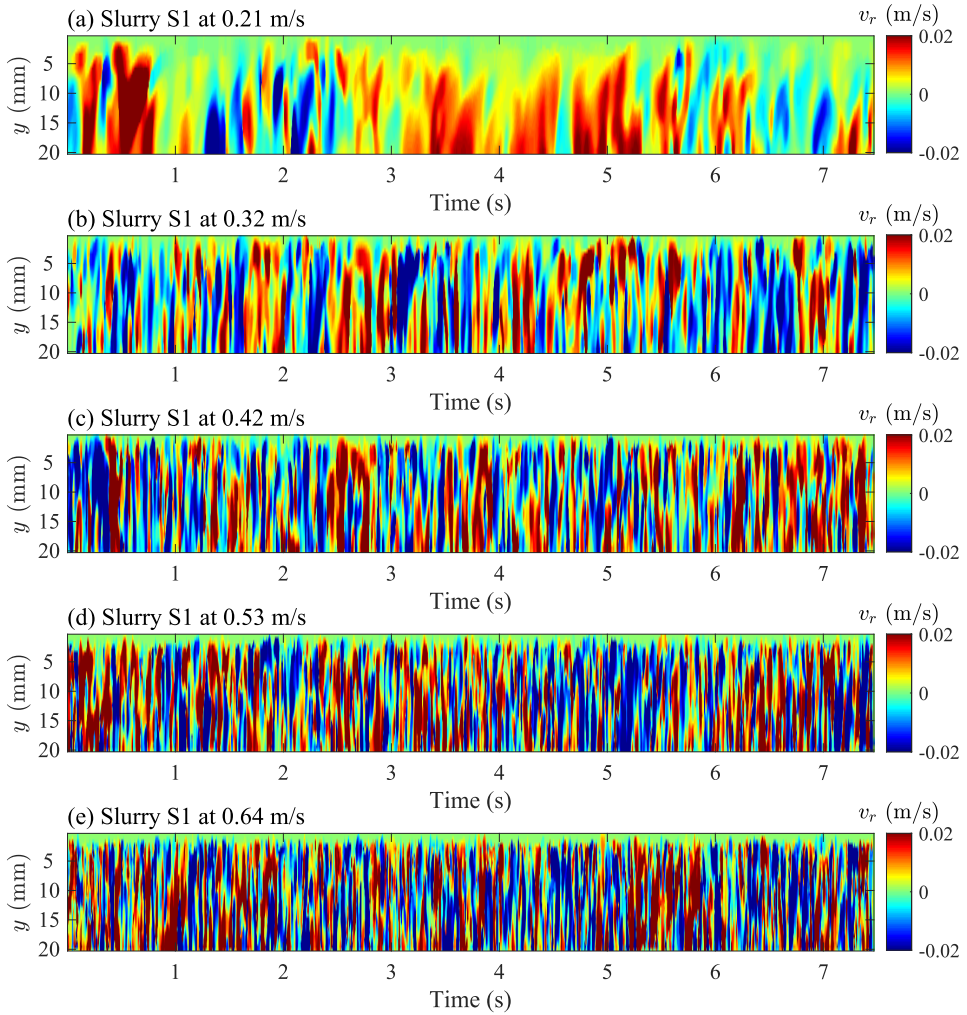 (a) Slurry S1 at 0.21 m/s
v_r (m/s)
y (mm)
5
10
15
20
1 2 3 4 5 6 7
Time (s)
0.02
0
-0.02
(b) Slurry S1 at 0.32 m/s
v_r (m/s)
y (mm)
5
10
15
20
1 2 3 4 5 6 7
Time (s)
0.02
0
-0.02
(c) Slurry S1 at 0.42 m/s
v_r (m/s)
y (mm)
5
10
15
20
1 2 3 4 5 6 7
Time (s)
0.02
0
-0.02
(d) Slurry S1 at 0.53 m/s
v_r (m/s)
y (mm)
5
10
15
20
1 2 3 4 5 6 7
Time (s)
0.02
0
-0.02
(e) Slurry S1 at 0.64 m/s
v_r (m/s)
y (mm)
5
10
15
20
1 2 3 4 5 6 7
Time (s)
0.02
0
-0.02